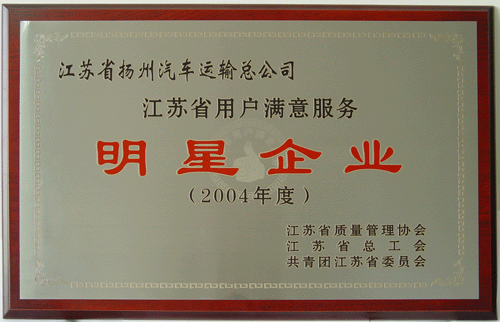 江苏省扬州汽车运输总公司
江苏省用户满意服务
明星企业
（2004年度）
江苏省质量管理协会
江苏省总工会
共青团江苏省委员会